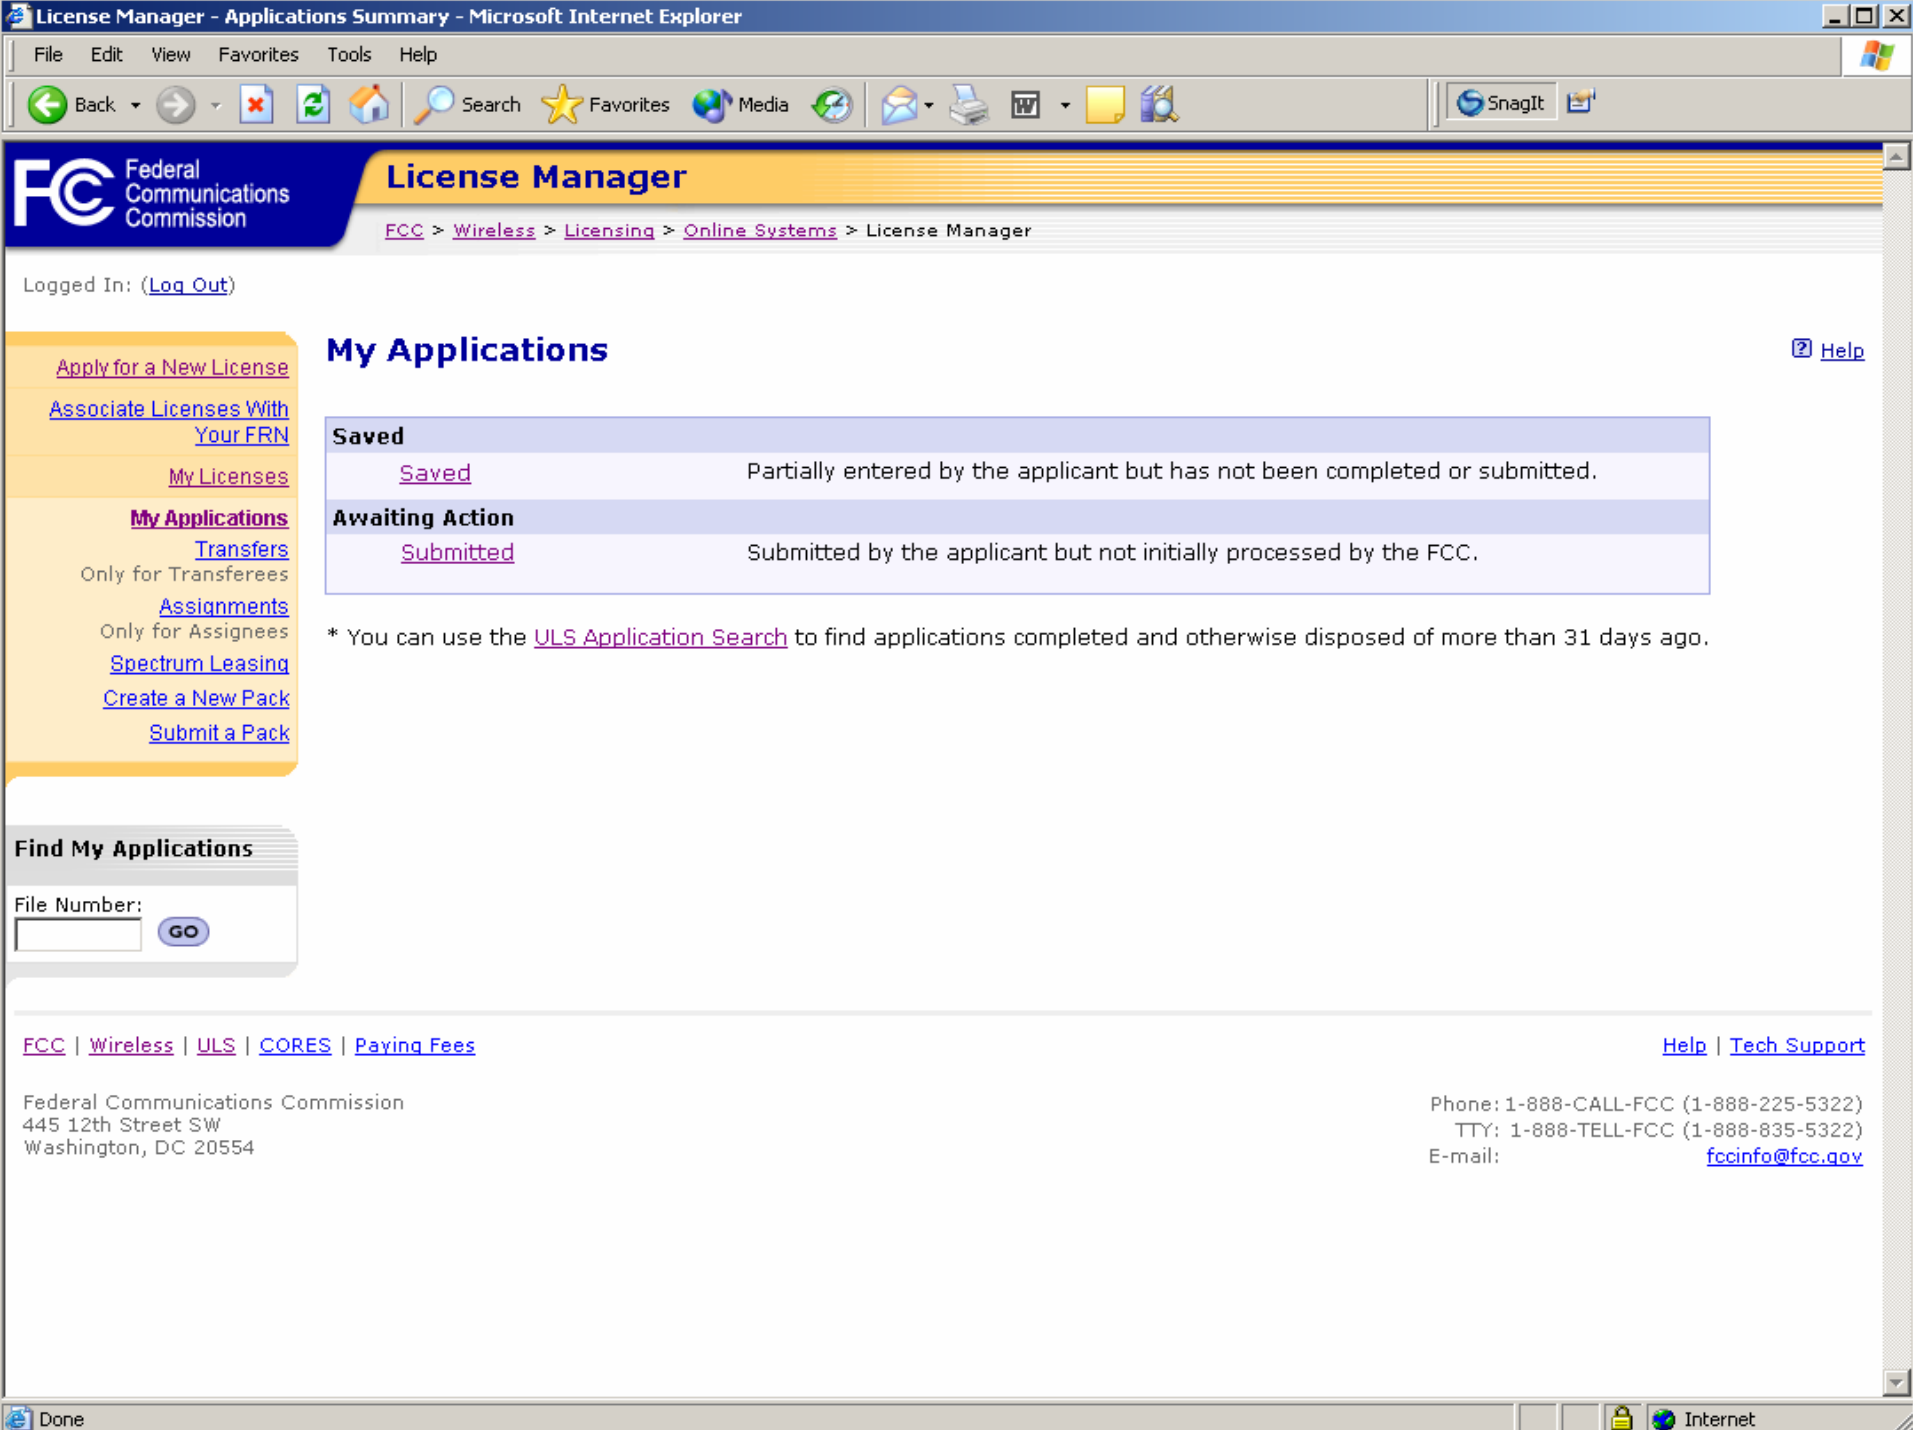 License Manager - Applications Summary - Microsoft Internet Explorer
File Edit View Favorites Tools Help
Back Search Favorites Media SnagIt
FCC Federal Communications Commission
License Manager
FCC > Wireless > Licensing > Online Systems > License Manager
Logged In: (Log Out)
Apply for a New License
Associate Licenses With
Your FRN
My Licenses
My Applications
Transfers
Only for Transferees
Assignments
Only for Assignees
Spectrum Leasing
Create a New Pack
Submit a Pack
My Applications
Help
Saved
Saved Partially entered by the applicant but has not been completed or submitted.
Awaiting Action
Submitted Submitted by the applicant but not initially processed by the FCC.
* You can use the ULS Application Search to find applications completed and otherwise disposed of more than 31 days ago.
Find My Applications
File Number:
GO
FCC | Wireless | ULS | CORES | Paying Fees
Help | Tech Support
Federal Communications Commission
445 12th Street SW
Washington, DC 20554
Phone: 1-888-CALL-FCC (1-888-225-5322)
TTY: 1-888-TELL-FCC (1-888-835-5322)
E-mail: fccinfo@fcc.gov
Done
Internet